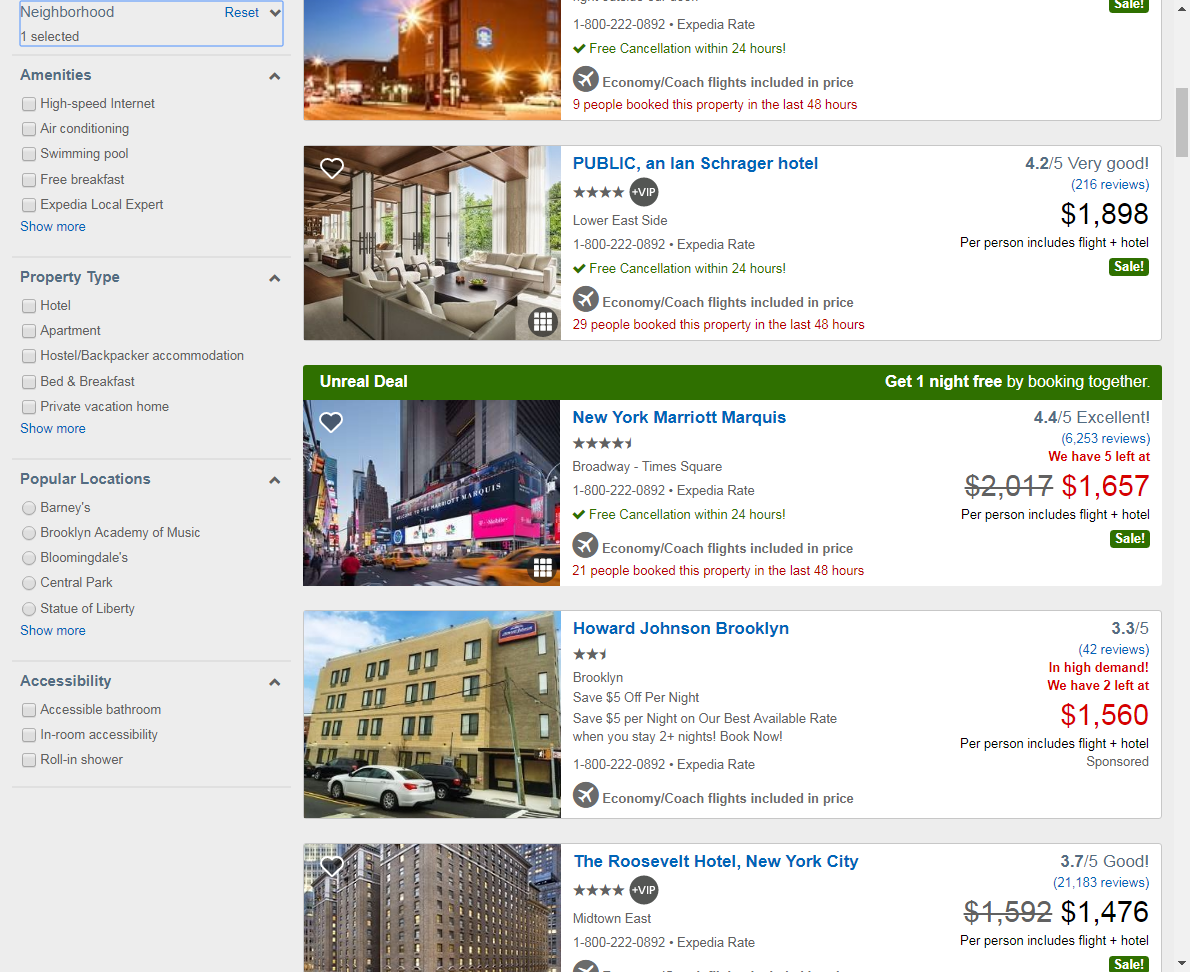 Neighborhood Reset
1 selected
Amenities
High-speed Internet
Air conditioning
Swimming pool
Free breakfast
Expedia Local Expert
Show more
Property Type
Hotel
Apartment
Hostel/Backpacker accommodation
Bed & Breakfast
Private vacation home
Show more
Popular Locations
Barney's
Brooklyn Academy of Music
Bloomingdale's
Central Park
Statue of Liberty
Show more
Accessibility
Accessible bathroom
In-room accessibility
Roll-in shower
Sale!
1-800-222-0892 • Expedia Rate
Free Cancellation within 24 hours!
Economy/Coach flights included in price
9 people booked this property in the last 48 hours
PUBLIC, an Ian Schrager hotel
+VIP
Lower East Side
1-800-222-0892 • Expedia Rate
Free Cancellation within 24 hours!
Economy/Coach flights included in price
29 people booked this property in the last 48 hours
4.2/5 Very good!
(216 reviews)
$1,898
Per person includes flight + hotel
Sale!
Unreal Deal
Get 1 night free by booking together.
New York Marriott Marquis
Broadway - Times Square
1-800-222-0892 • Expedia Rate
Free Cancellation within 24 hours!
Economy/Coach flights included in price
21 people booked this property in the last 48 hours
4.4/5 Excellent!
(6,253 reviews)
We have 5 left at
$2,017 $1,657
Per person includes flight + hotel
Sale!
WELCOME TO THE MARRIOTT MARQUIS
T-Mobile
Howard Johnson Brooklyn
Brooklyn
Save $5 Off Per Night
Save $5 per Night on Our Best Available Rate
when you stay 2+ nights! Book Now!
1-800-222-0892 • Expedia Rate
Economy/Coach flights included in price
3.3/5
(42 reviews)
In high demand!
We have 2 left at
$1,560
Per person includes flight + hotel
Sponsored
The Roosevelt Hotel, New York City
+VIP
Midtown East
1-800-222-0892 • Expedia Rate
3.7/5 Good!
(21,183 reviews)
$1,592 $1,476
Per person includes flight + hotel
Sale!